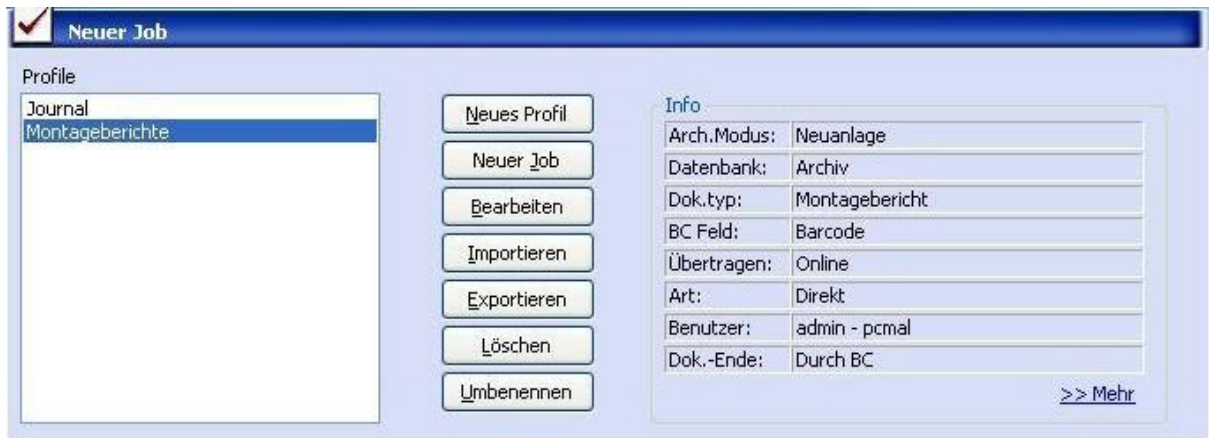 Neuer Job
Profile
Journal
Montageberichte
Neues Profil
Neuer Job
Bearbeiten
Importieren
Exportieren
Löschen
Umbenennen
Info
Arch.Modus: Neuanlage
Datenbank: Archiv
Dok.typ: Montagebericht
BC Feld: Barcode
Übertragen: Online
Art: Direkt
Benutzer: admin - pcmal
Dok.-Ende: Durch BC
>> Mehr